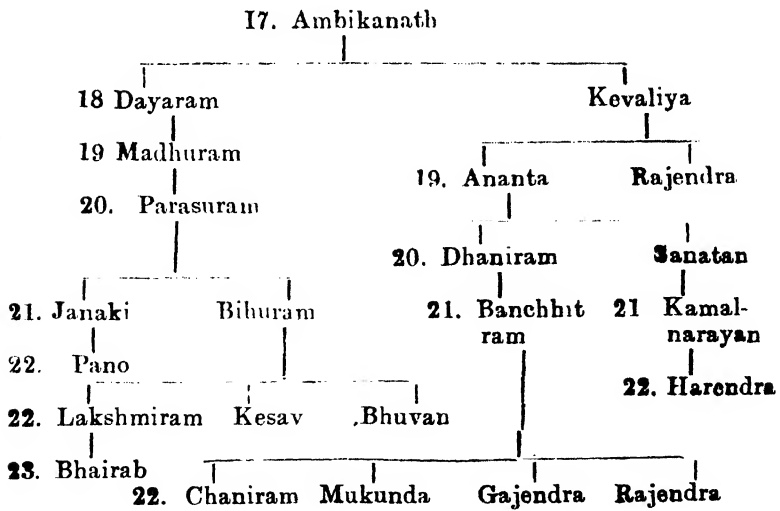 17. Ambikanath
18 Dayaram Kevaliya
19 Madhuram
19. Ananta Rajendra
20. Parasuram
20. Dhaniram Sanatan
21. Janaki Bihuram 21. Banchhit 21 Kamal-
ram narayan
22. Pano
22. Harendra
22. Lakshmiram Kesav Bhuvan
23. Bhairab
22. Chaniram Mukunda Gajendra Rajendra